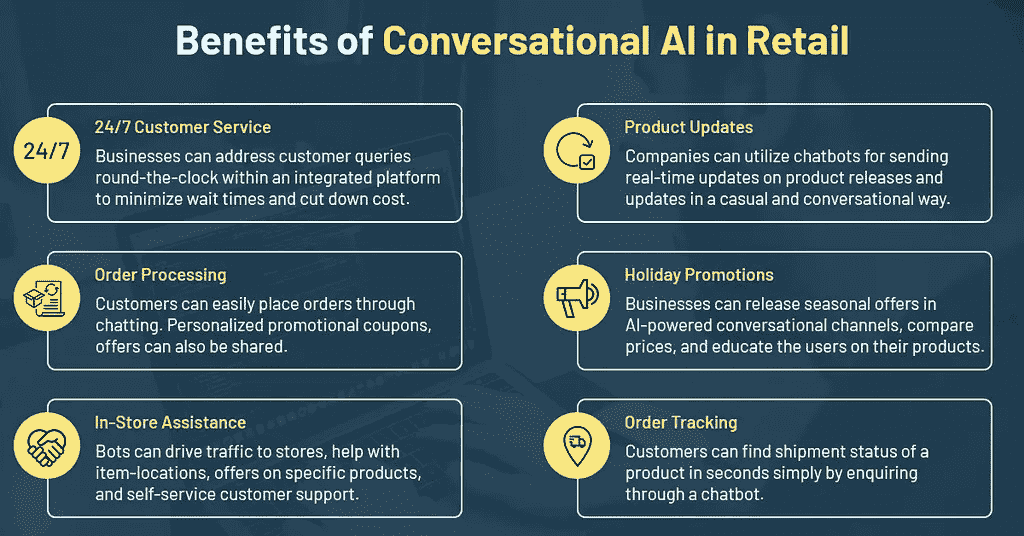 Benefits of Conversational AI in Retail
24/7
24/7 Customer Service
Businesses can address customer queries
round-the-clock within an integrated platform
to minimize wait times and cut down cost.
Product Updates
Companies can utilize chatbots for sending
real-time updates on product releases and
updates in a casual and conversational way.
Order Processing
Customers can easily place orders through
chatting. Personalized promotional coupons,
offers can also be shared.
Holiday Promotions
Businesses can release seasonal offers in
AI-powered conversational channels, compare
prices, and educate the users on their products.
In-Store Assistance
Bots can drive traffic to stores, help with
item-locations, offers on specific products,
and self-service customer support.
Order Tracking
Customers can find shipment status of a
product in seconds simply by enquiring
through a chatbot.